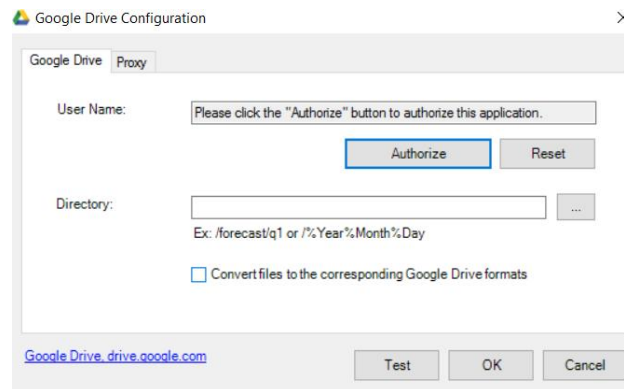 Google Drive Configuration
Google Drive
Proxy
User Name:
Please click the "Authorize" button to authorize this application.
Authorize
Reset
Directory:
...
Ex: /forecast/q1 or /%Year%Month%Day
Convert files to the corresponding Google Drive formats
Google Drive, drive.google.com
Test
OK
Cancel